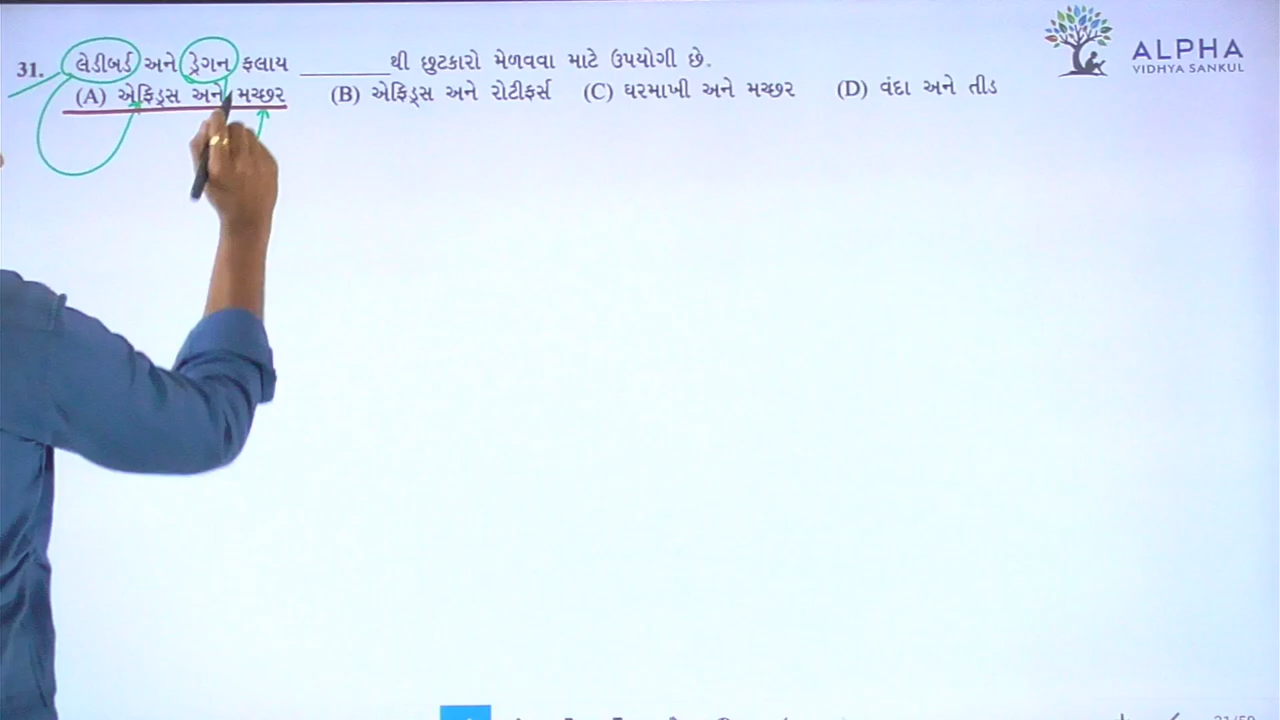 31. લેડીબર્ડ અને ડ્રેગન ફલાય ________થી છુટકારો મેળવવા માટે ઉપયોગી છે.
(A) એફિડ્સ અને મચ્છર (B) એફિડ્સ અને રોટીફર્સ (C) ઘરમાખી અને મચ્છર (D) વંદા અને તીડ
ALPHA
VIDHYA SANKUL